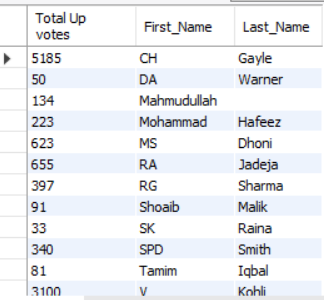 Total Up votes First_Name Last_Name
5185 CH Gayle
50 DA Warner
134 Mahmudullah
223 Mohammad Hafeez
623 MS Dhoni
655 RA Jadeja
397 RG Sharma
91 Shoaib Malik
33 SK Raina
340 SPD Smith
81 Tamim Iqbal
3100 V Kohli